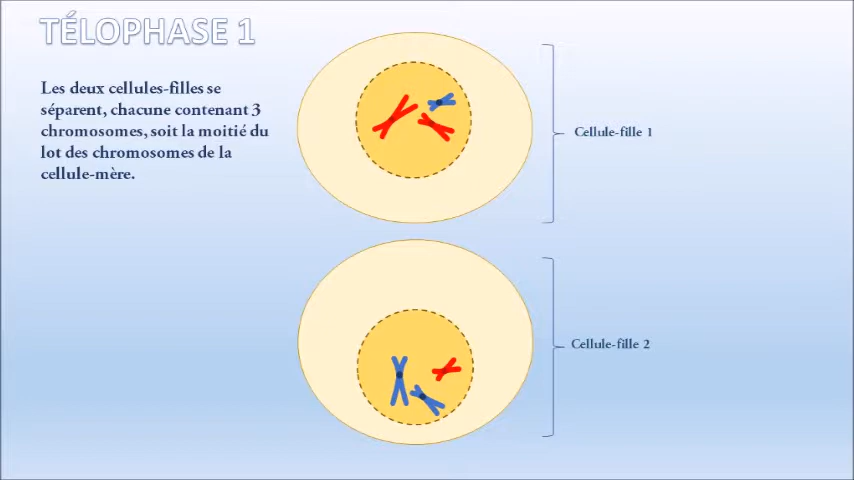 TÉLOPHASE 1
Les deux cellules-filles se
séparent, chacune contenant 3
chromosomes, soit la moitié du
lot des chromosomes de la
cellule-mère.
Cellule-fille 1
Cellule-fille 2